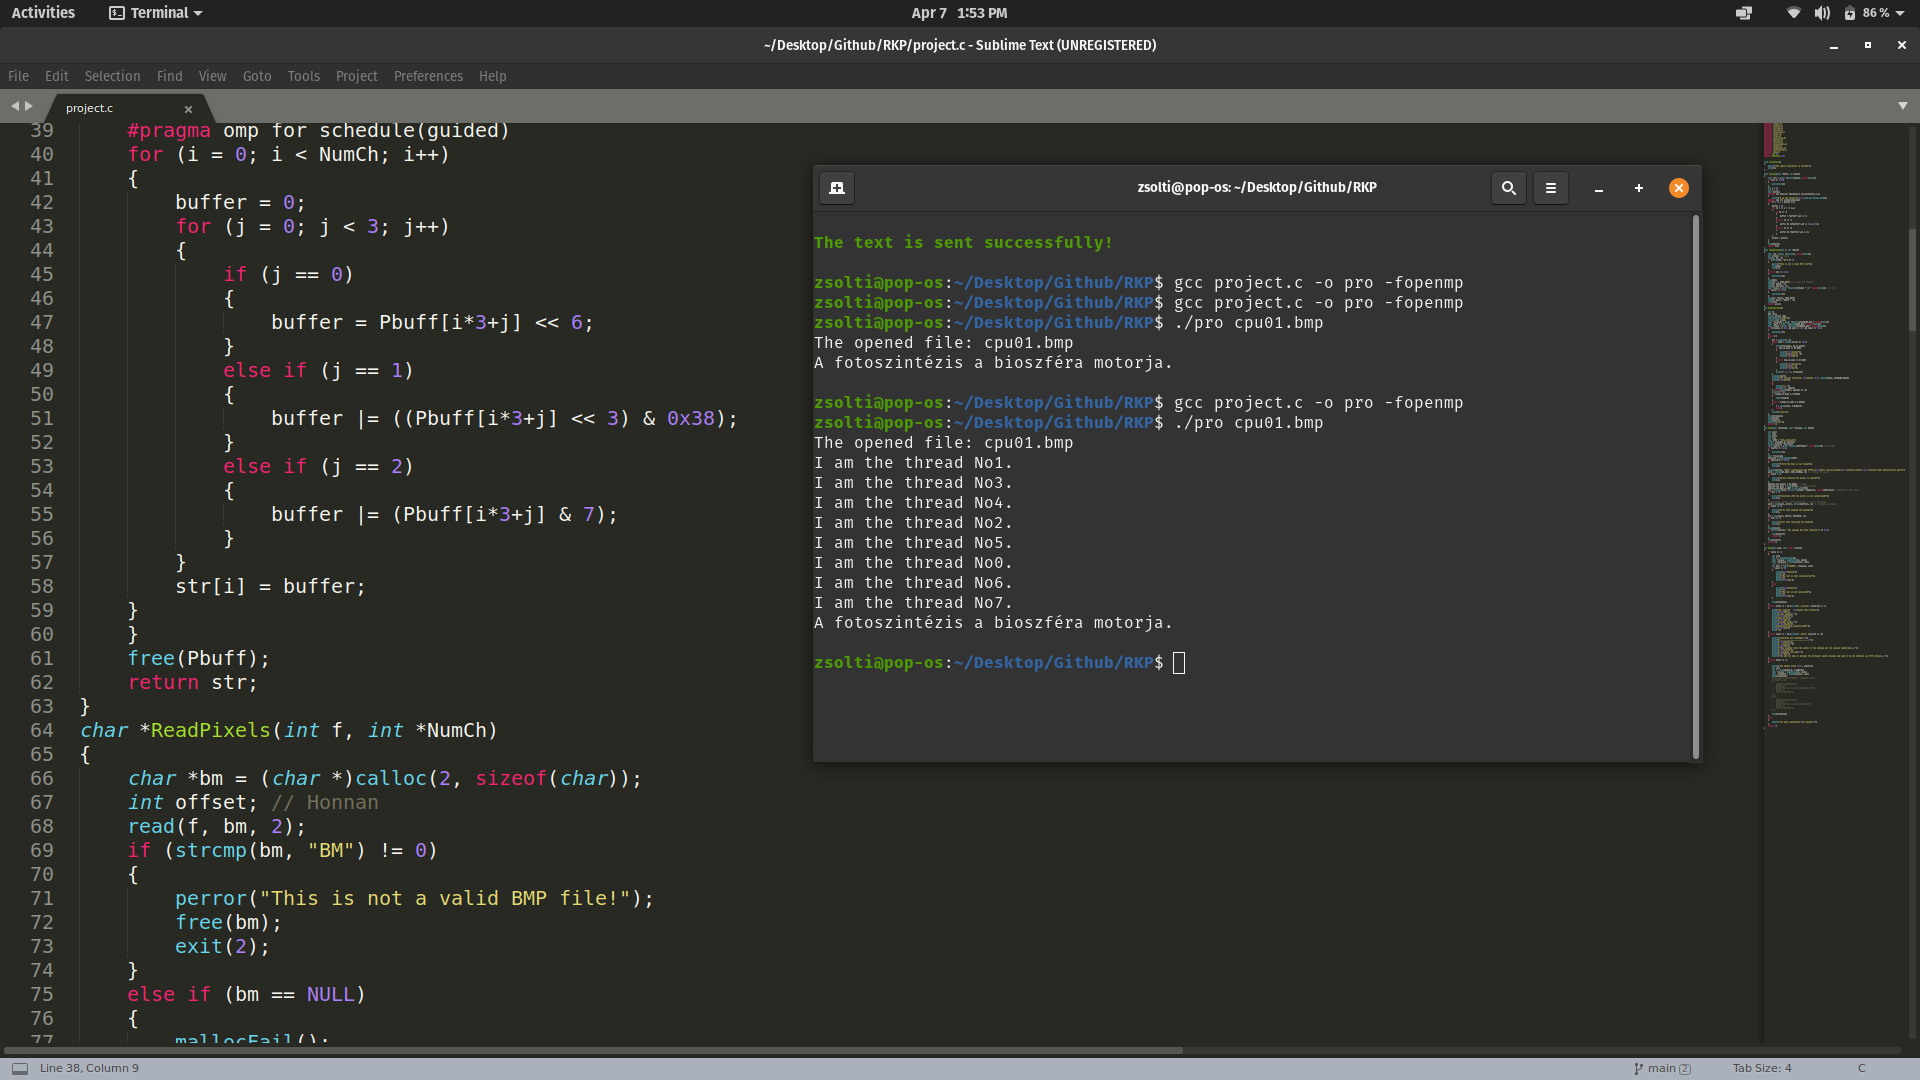 Activities Terminal Apr 7 1:53 PM 86 %
~/Desktop/Github/RKP/project.c - Sublime Text (UNREGISTERED)
File Edit Selection Find View Goto Tools Project Preferences Help
project.c
39 #pragma omp for schedule(guided)
40 for (i = 0; i < NumCh; i++)
41 {
42 buffer = 0;
43 for (j = 0; j < 3; j++)
44 {
45 if (j == 0)
46 {
47 buffer = Pbuff[i*3+j] << 6;
48 }
49 else if (j == 1)
50 {
51 buffer |= ((Pbuff[i*3+j] << 3) & 0x38);
52 }
53 else if (j == 2)
54 {
55 buffer |= (Pbuff[i*3+j] & 7);
56 }
57 }
58 str[i] = buffer;
59 }
60 }
61 free(Pbuff);
62 return str;
63 }
64 char *ReadPixels(int f, int *NumCh)
65 {
66 char *bm = (char *)calloc(2, sizeof(char));
67 int offset; // Honnan
68 read(f, bm, 2);
69 if (strcmp(bm, "BM") != 0)
70 {
71 perror("This is not a valid BMP file!");
72 free(bm);
73 exit(2);
74 }
75 else if (bm == NULL)
76 {
77 mallocFail();
zsolti@pop-os: ~/Desktop/Github/RKP
The text is sent successfully!
zsolti@pop-os:~/Desktop/Github/RKP$ gcc project.c -o pro -fopenmp
zsolti@pop-os:~/Desktop/Github/RKP$ gcc project.c -o pro -fopenmp
zsolti@pop-os:~/Desktop/Github/RKP$ ./pro cpu01.bmp
The opened file: cpu01.bmp
A fotoszintézis a bioszféra motorja.
zsolti@pop-os:~/Desktop/Github/RKP$ gcc project.c -o pro -fopenmp
zsolti@pop-os:~/Desktop/Github/RKP$ ./pro cpu01.bmp
The opened file: cpu01.bmp
I am the thread No1.
I am the thread No3.
I am the thread No4.
I am the thread No2.
I am the thread No5.
I am the thread No0.
I am the thread No6.
I am the thread No7.
A fotoszintézis a bioszféra motorja.
zsolti@pop-os:~/Desktop/Github/RKP$
Line 38, Column 9 main 2 Tab Size: 4 C